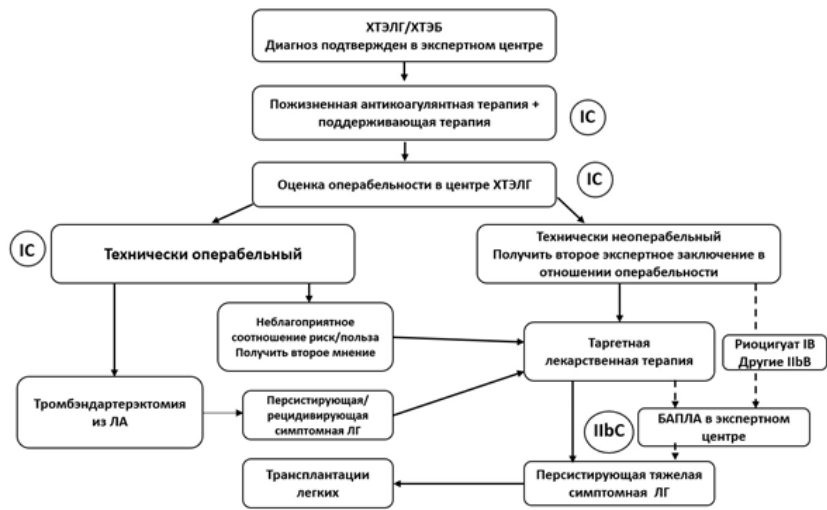 ХТЭЛГ/ХТЭБ
Диагноз подтвержден в экспертном центре
Пожизненная антикоагулянтная терапия +
поддерживающая терапия
IC
Оценка операбельности в центре ХТЭЛГ
IC
IC
Технически операбельный
Технически неоперабельный
Получить второе экспертное заключение в
отношении операбельности
Неблагоприятное
соотношение риск/польза
Получить второе мнение
Таргетная
лекарственная терапия
Риоцигуат IB
Другие IIbB
Тромбэндартерэктомия
из ЛА
Персистирующая/
рецидивирующая
симптомная ЛГ
IIbC
БАПЛА в экспертном
центре
Трансплантации
легких
Персистирующая тяжелая
симптомная ЛГ